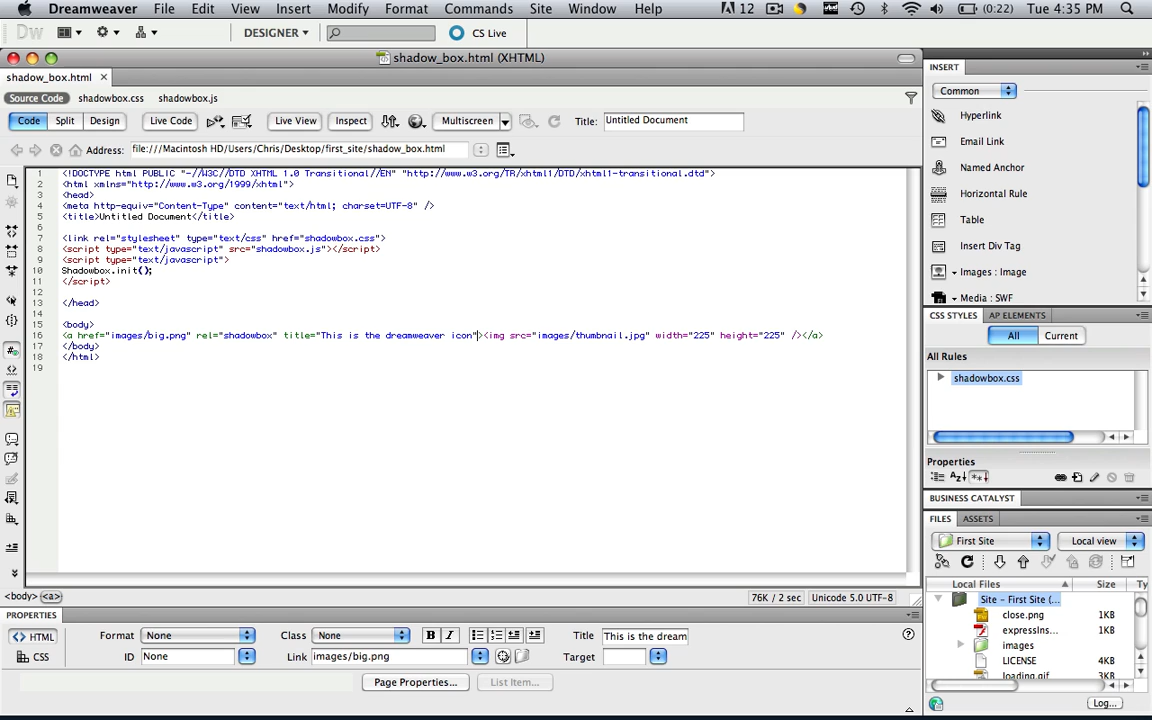 Dreamweaver File Edit View Insert Modify Format Commands Site Window Help 12 (0:22) Tue 4:35 PM
Dw DESIGNER CS Live
shadow_box.html (XHTML)
shadow_box.html
Source Code shadowbox.css shadowbox.js
Code Split Design Live Code Live View Inspect Multiscreen Title: Untitled Document
Address: file:///Macintosh HD/Users/Chris/Desktop/first_site/shadow_box.html
1 <!DOCTYPE html PUBLIC "-//W3C//DTD XHTML 1.0 Transitional//EN" "http://www.w3.org/TR/xhtml1/DTD/xhtml1-transitional.dtd">
2 <html xmlns="http://www.w3.org/1999/xhtml">
3 <head>
4 <meta http-equiv="Content-Type" content="text/html; charset=UTF-8" />
5 <title>Untitled Document</title>
6
7 <link rel="stylesheet" type="text/css" href="shadowbox.css">
8 <script type="text/javascript" src="shadowbox.js"></script>
9 <script type="text/javascript">
10 Shadowbox.init();
11 </script>
12
13 </head>
14
15 <body>
16 <a href="images/big.png" rel="shadowbox" title="This is the dreamweaver icon"><img src="images/thumbnail.jpg" width="225" height="225" /></a>
17 </body>
18 </html>
19
<body> <a> 76K / 2 sec Unicode 5.0 UTF-8
PROPERTIES
HTML Format None Class None B I Title This is the dream
CSS ID None Link images/big.png Target
Page Properties... List Item...
INSERT
Common
Hyperlink
Email Link
Named Anchor
Horizontal Rule
Table
Insert Div Tag
Images : Image
Media : SWF
CSS STYLES AP ELEMENTS
All Current
All Rules
shadowbox.css
Properties
BUSINESS CATALYST
FILES ASSETS
First Site Local view
Local Files Size Ty
Site - First Site (...
close.png 1KB
expressIns... 1KB
images
LICENSE 4KB
loading.gif 3KB
Log...